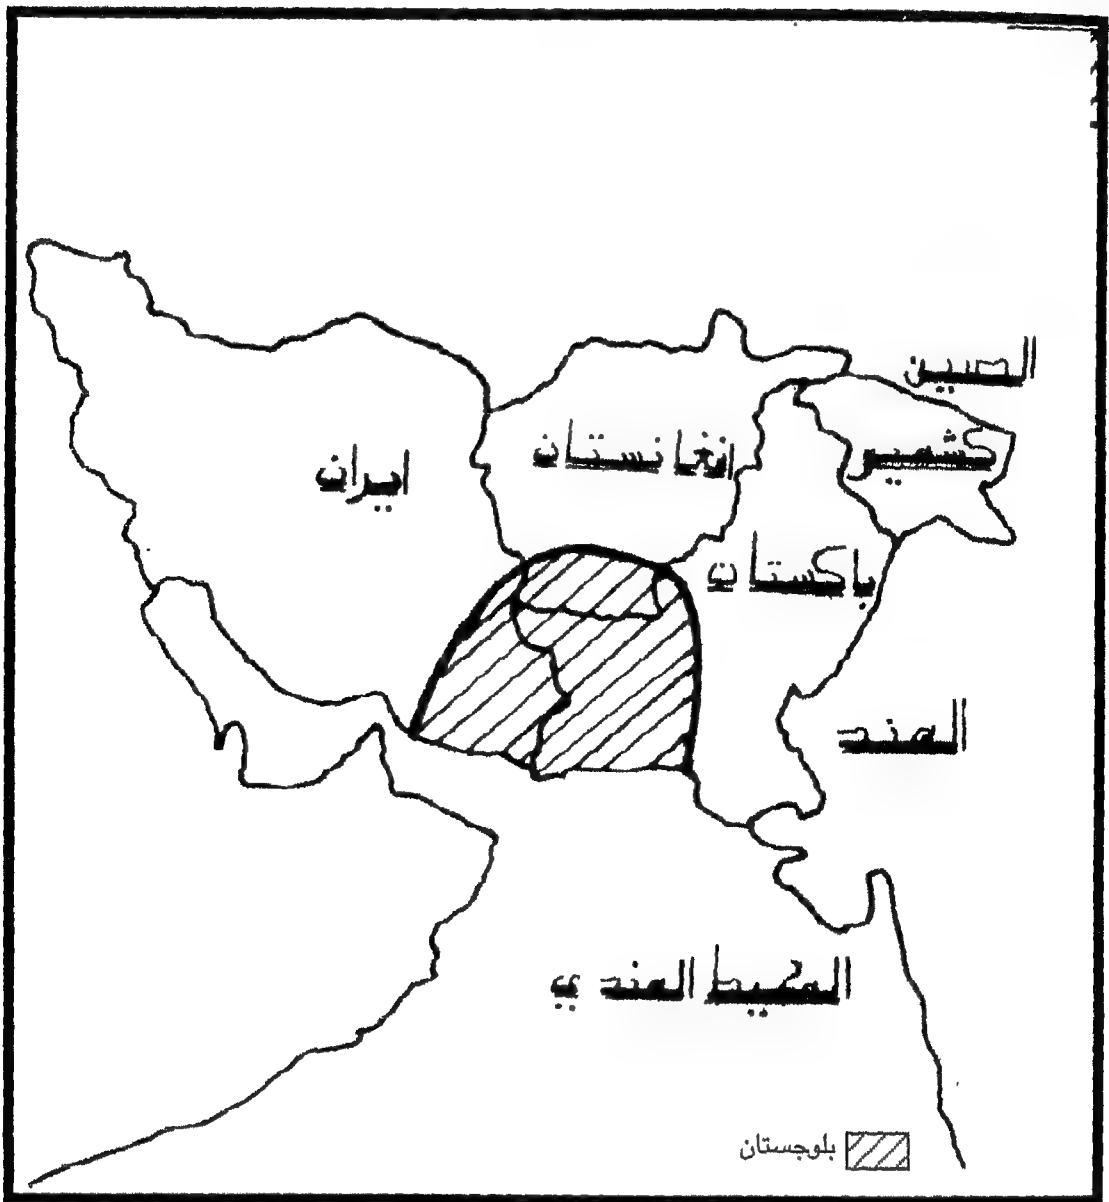 الصين
كشمير
افغانستان
ايران
باكستان
الهند
المحيط الهندي
بلوجستان